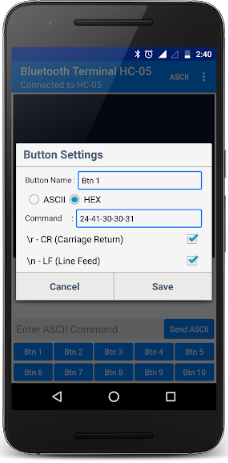 2:40
Bluetooth Terminal HC-05
Connected to HC-05
ASCII
Button Settings
Button Name : Btn 1
ASCII HEX
Command : 24-41-30-30-31
\r - CR (Carriage Return)
\n - LF (Line Feed)
Cancel Save
Enter ASCII Command Send ASCII
Btn 1 Btn 2 Btn 3 Btn 4 Btn 5
Btn 6 Btn 7 Btn 8 Btn 9 Btn 10